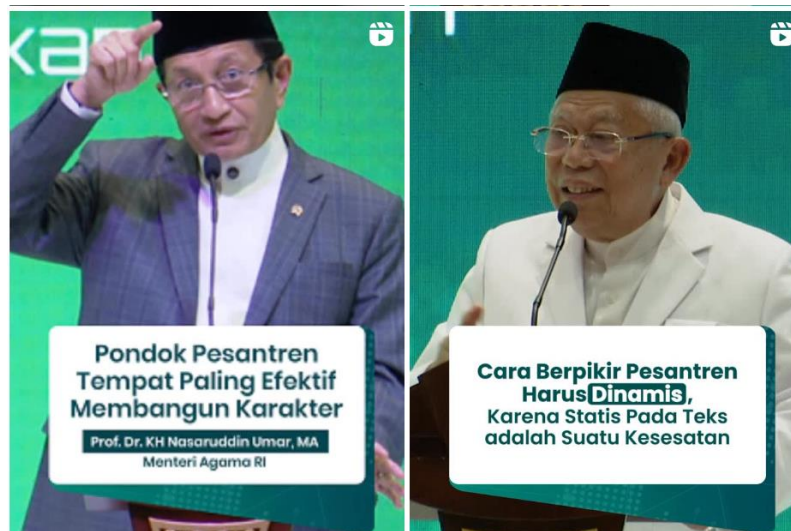 ka
Pondok Pesantren
Tempat Paling Efektif
Membangun Karakter
Prof. Dr. KH Nasaruddin Umar, MA
Menteri Agama RI
Cara Berpikir Pesantren
Harus Dinamis,
Karena Statis Pada Teks
adalah Suatu Kesesatan